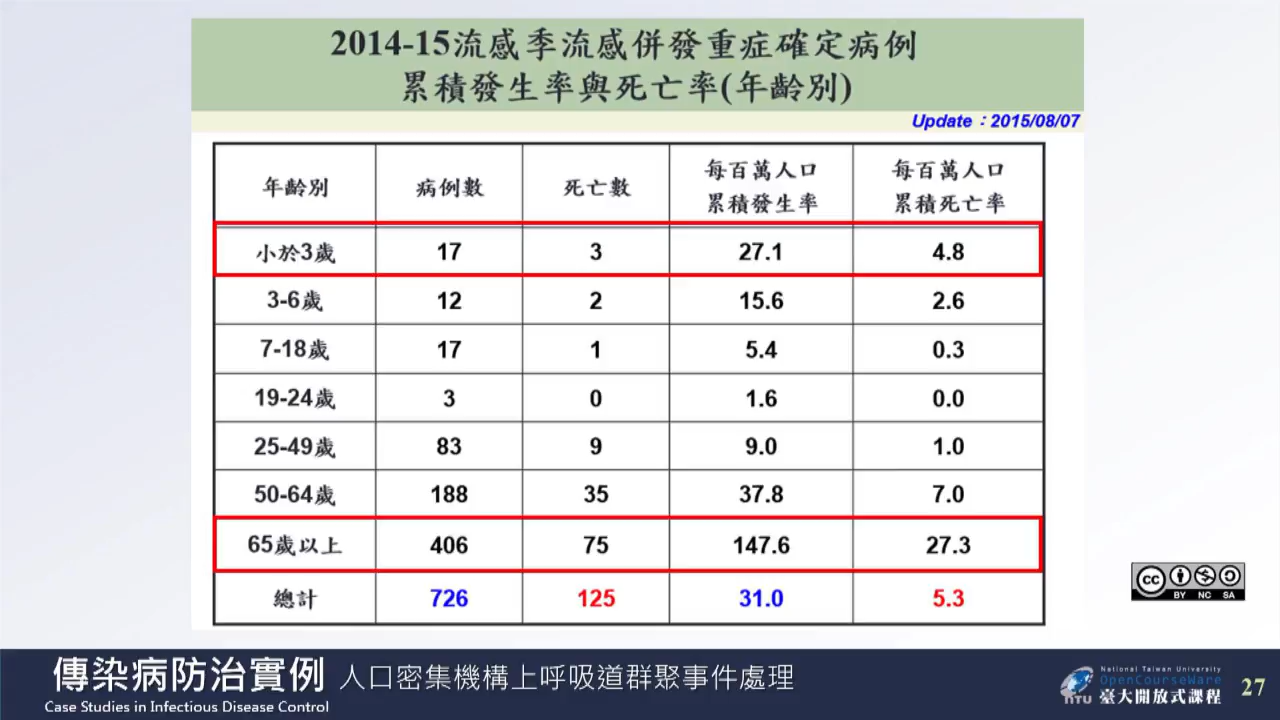 2014-15流感季流感併發重症確定病例
累積發生率與死亡率(年齡別)
Update：2015/08/07
年齡別 病例數 死亡數 每百萬人口 每百萬人口
累積發生率 累積死亡率
小於3歲 17 3 27.1 4.8
3-6歲 12 2 15.6 2.6
7-18歲 17 1 5.4 0.3
19-24歲 3 0 1.6 0.0
25-49歲 83 9 9.0 1.0
50-64歲 188 35 37.8 7.0
65歲以上 406 75 147.6 27.3
總計 726 125 31.0 5.3
cc
BY NC SA
傳染病防治實例 人口密集機構上呼吸道群聚事件處理
Case Studies in Infectious Disease Control
NTU
National Taiwan University
OpenCourseWare
臺大開放式課程
27